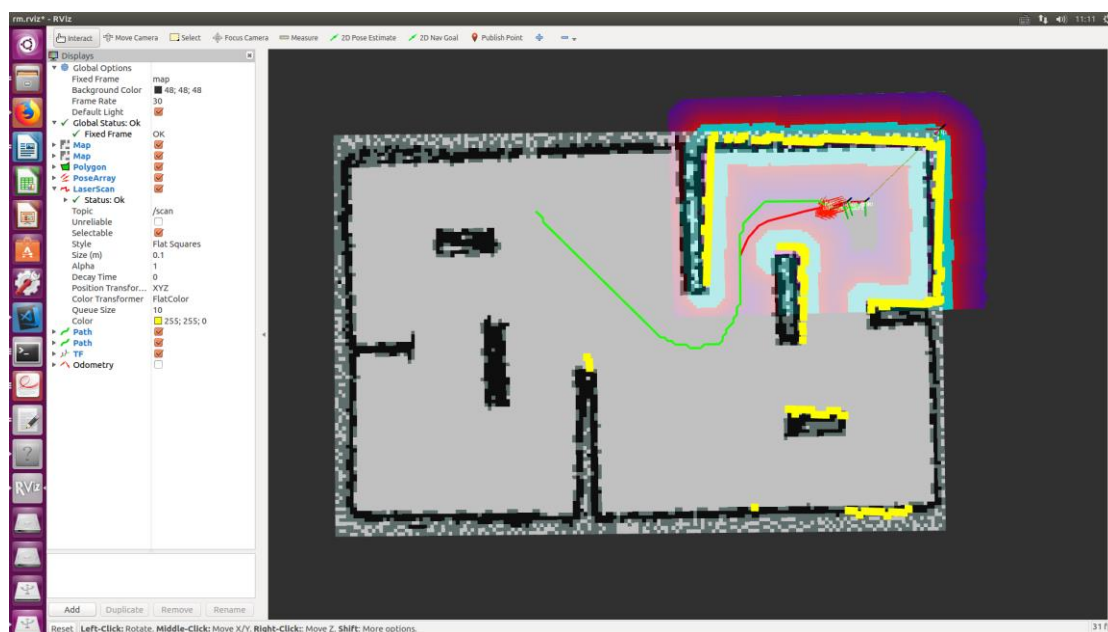 rm.rviz* - RViz
11:11
Interact Move Camera Select Focus Camera Measure 2D Pose Estimate 2D Nav Goal Publish Point
Displays
Global Options
Fixed Frame map
Background Color 48; 48; 48
Frame Rate 30
Default Light
Global Status: Ok
Fixed Frame OK
Map
Map
Polygon
PoseArray
LaserScan
Status: Ok
Topic /scan
Unreliable
Selectable
Style Flat Squares
Size (m) 0.1
Alpha 1
Decay Time 0
Position Transfor... XYZ
Color Transformer FlatColor
Queue Size 10
Color 255; 255; 0
Path
Path
TF
Odometry
RViz
Add Duplicate Remove Rename
Reset Left-Click: Rotate. Middle-Click: Move X/Y. Right-Click:: Move Z. Shift: More options. 31 f